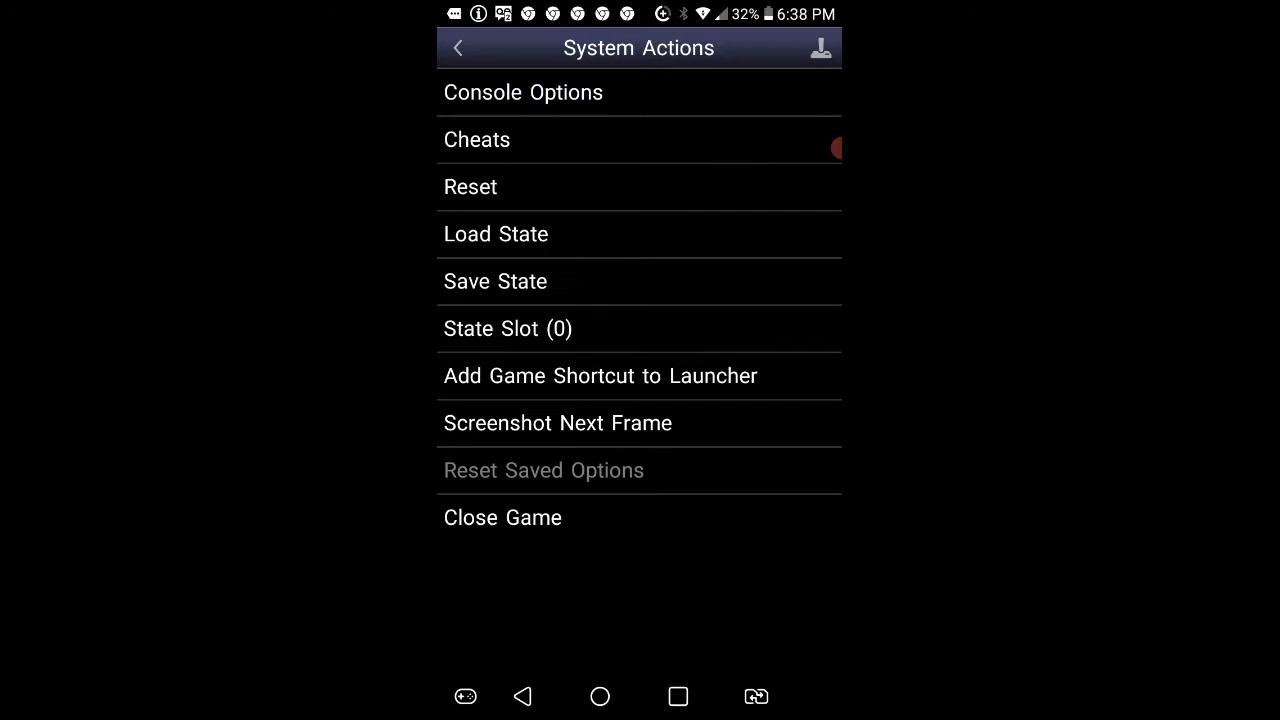 32% 6:38 PM
System Actions
Console Options
Cheats
Reset
Load State
Save State
State Slot (0)
Add Game Shortcut to Launcher
Screenshot Next Frame
Reset Saved Options
Close Game